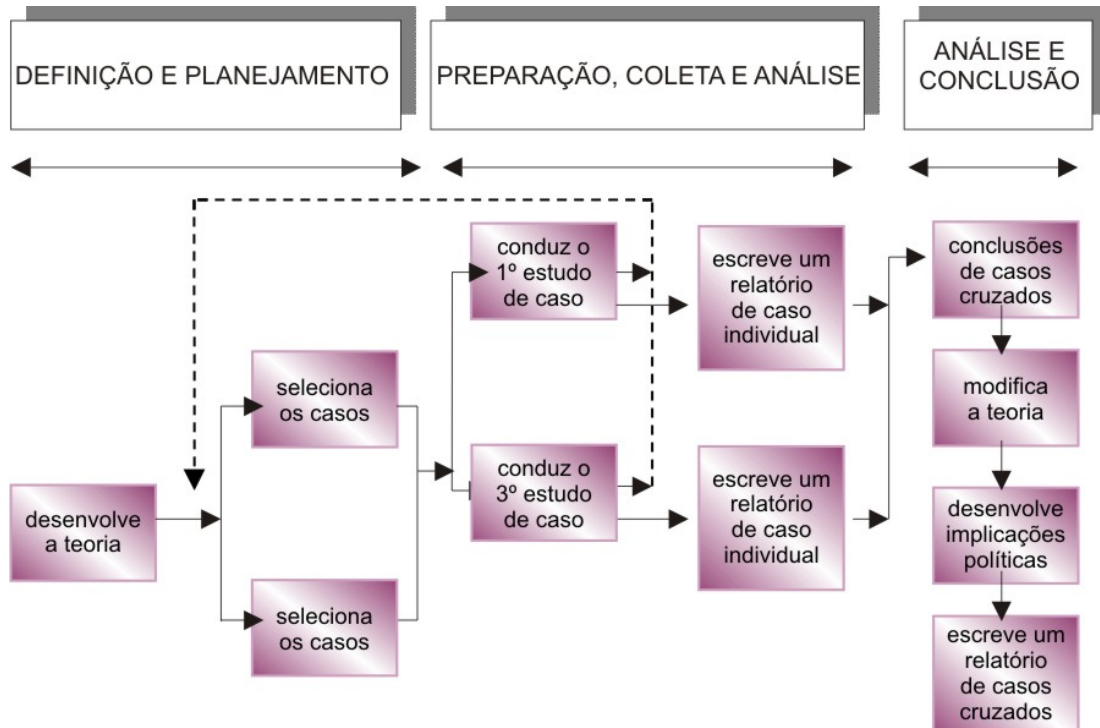 DEFINIÇÃO E PLANEJAMENTO
PREPARAÇÃO, COLETA E ANÁLISE
ANÁLISE E
CONCLUSÃO
desenvolve
a teoria
seleciona
os casos
seleciona
os casos
conduz o
1º estudo
de caso
conduz o
3º estudo
de caso
escreve um
relatório
de caso
individual
escreve um
relatório
de caso
individual
conclusões
de casos
cruzados
modifica
a teoria
desenvolve
implicações
políticas
escreve um
relatório
de casos
cruzados